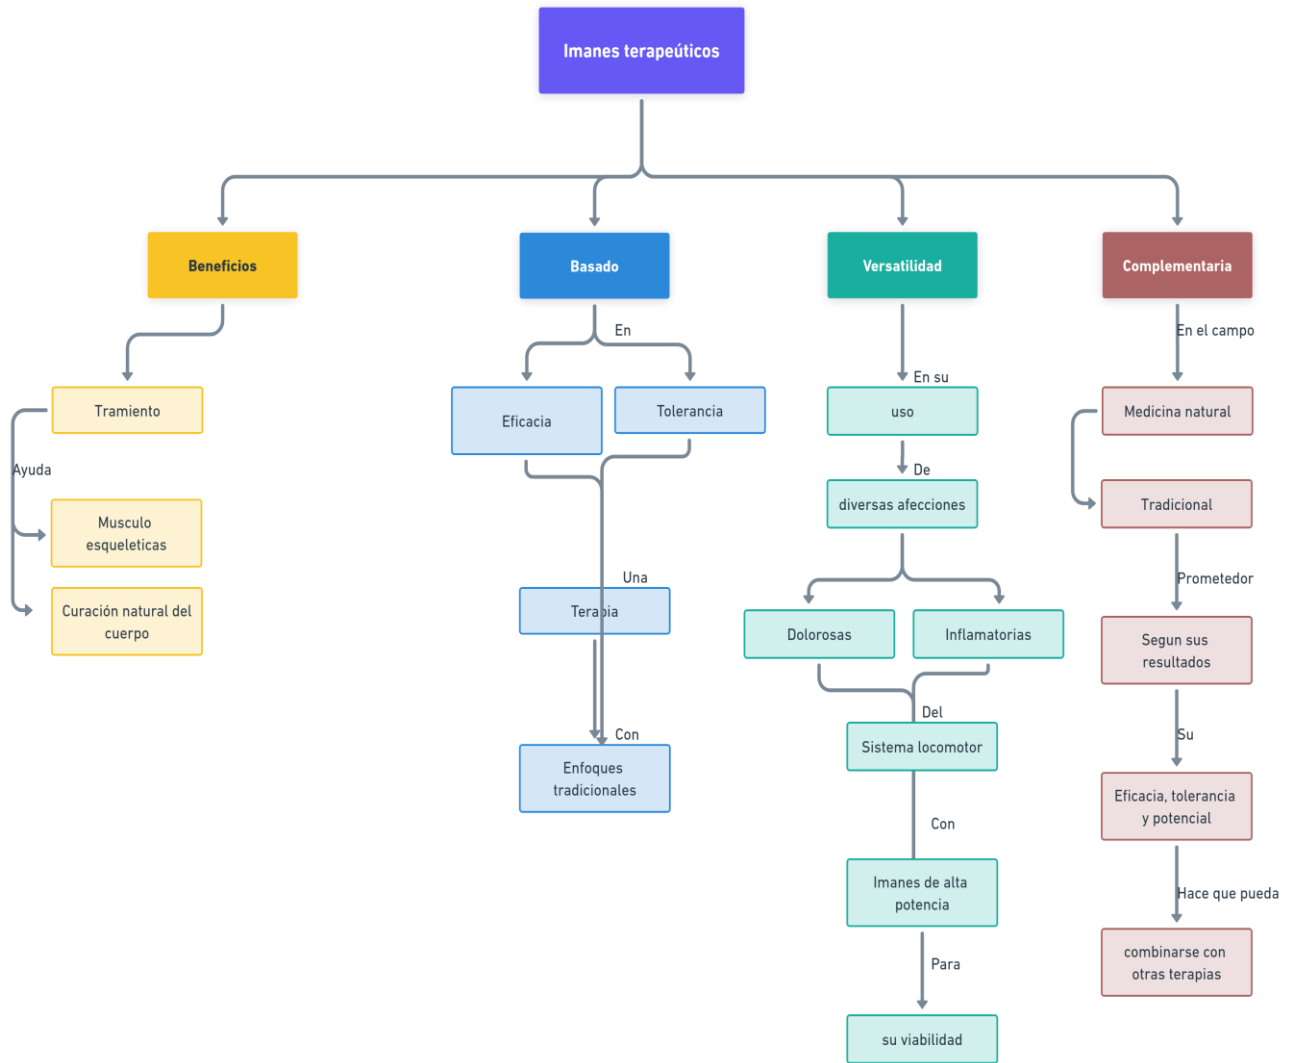 Imanes terapeúticos
Beneficios
Tramiento
Ayuda
Musculo
esqueleticas
Curación natural del
cuerpo
Basado
En
Eficacia
Tolerancia
Una
Terapia
Con
Enfoques
tradicionales
Versatilidad
En su
uso
De
diversas afecciones
Dolorosas
Inflamatorias
Del
Sistema locomotor
Con
Imanes de alta
potencia
Para
su viabilidad
Complementaria
En el campo
Medicina natural
Tradicional
Prometedor
Segun sus
resultados
Su
Eficacia, tolerancia
y potencial
Hace que pueda
combinarse con
otras terapias